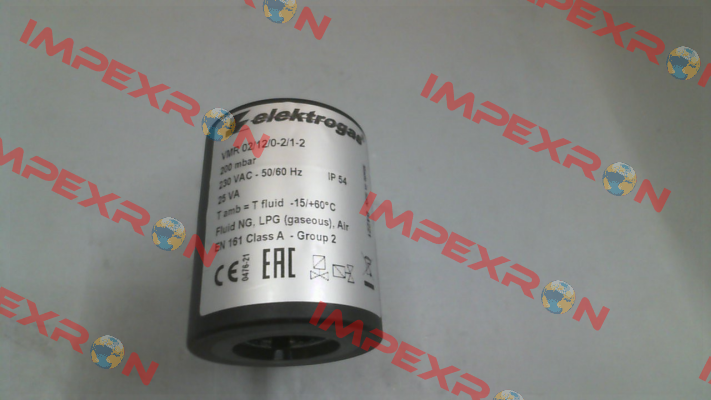 elektrogas
VMR 02/12/0-2/1-2
200 mbar
230 VAC - 50/60 Hz IP 54
25 VA
T amb = T fluid -15/+60°C
Fluid NG, LPG (gaseous), Air
EN 161 Class A - Group 2
CE 0476-21 EAC
IMPEXRON
IMPEXRON
IMPEXRON
IMPEXRON
IMPEXRON
IMPEXRON
IMPEXRON